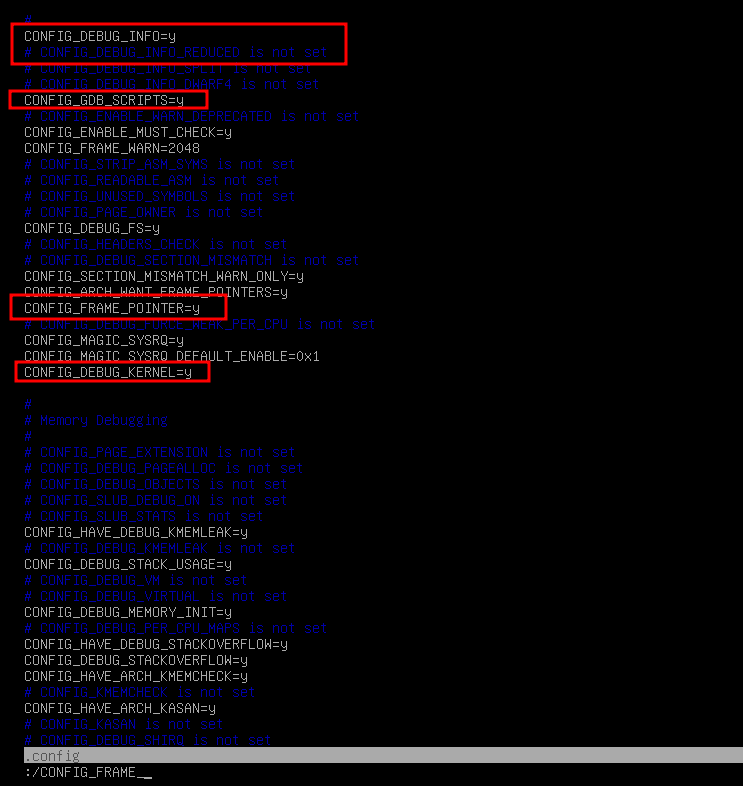 #
CONFIG_DEBUG_INFO=y
# CONFIG_DEBUG_INFO_REDUCED is not set
# CONFIG_DEBUG_INFO_SPLIT is not set
# CONFIG_DEBUG_INFO_DWARF4 is not set
CONFIG_GDB_SCRIPTS=y
# CONFIG_ENABLE_WARN_DEPRECATED is not set
CONFIG_ENABLE_MUST_CHECK=y
CONFIG_FRAME_WARN=2048
# CONFIG_STRIP_ASM_SYMS is not set
# CONFIG_READABLE_ASM is not set
# CONFIG_UNUSED_SYMBOLS is not set
# CONFIG_PAGE_OWNER is not set
CONFIG_DEBUG_FS=y
# CONFIG_HEADERS_CHECK is not set
# CONFIG_DEBUG_SECTION_MISMATCH is not set
CONFIG_SECTION_MISMATCH_WARN_ONLY=y
CONFIG_ARCH_WANT_FRAME_POINTERS=y
CONFIG_FRAME_POINTER=y
# CONFIG_DEBUG_FORCE_WEAK_PER_CPU is not set
CONFIG_MAGIC_SYSRQ=y
CONFIG_MAGIC_SYSRQ_DEFAULT_ENABLE=0x1
CONFIG_DEBUG_KERNEL=y
#
# Memory Debugging
#
# CONFIG_PAGE_EXTENSION is not set
# CONFIG_DEBUG_PAGEALLOC is not set
# CONFIG_DEBUG_OBJECTS is not set
# CONFIG_SLUB_DEBUG_ON is not set
# CONFIG_SLUB_STATS is not set
CONFIG_HAVE_DEBUG_KMEMLEAK=y
# CONFIG_DEBUG_KMEMLEAK is not set
CONFIG_DEBUG_STACK_USAGE=y
# CONFIG_DEBUG_VM is not set
# CONFIG_DEBUG_VIRTUAL is not set
CONFIG_DEBUG_MEMORY_INIT=y
# CONFIG_DEBUG_PER_CPU_MAPS is not set
CONFIG_HAVE_DEBUG_STACKOVERFLOW=y
CONFIG_DEBUG_STACKOVERFLOW=y
CONFIG_HAVE_ARCH_KMEMCHECK=y
# CONFIG_KMEMCHECK is not set
CONFIG_HAVE_ARCH_KASAN=y
# CONFIG_KASAN is not set
# CONFIG_DEBUG_SHIRQ is not set
.config
:/CONFIG_FRAME_